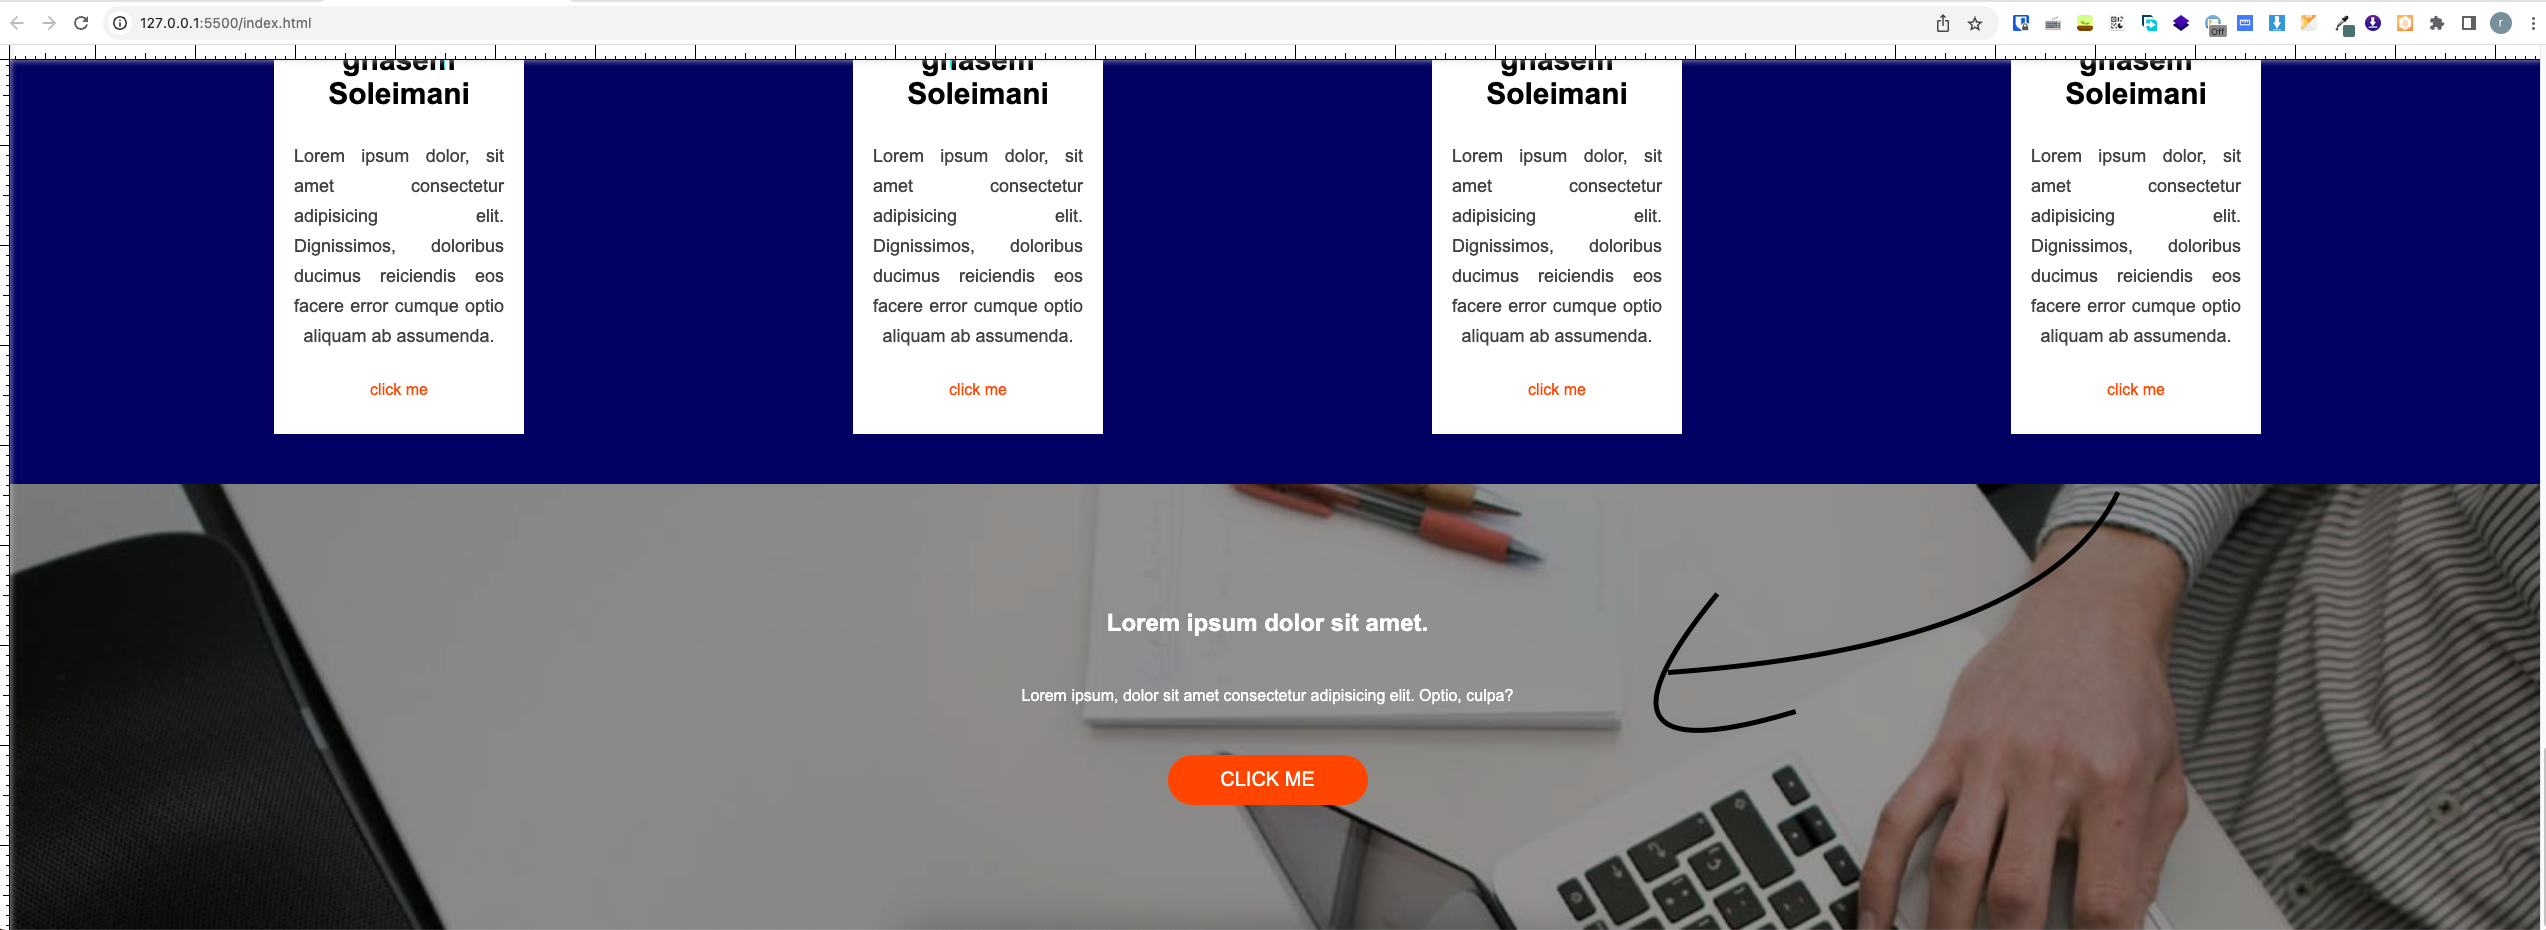 127.0.0.1:5500/index.html
Off
r
ghasem
Soleimani
Lorem ipsum dolor, sit
amet consectetur
adipisicing elit.
Dignissimos, doloribus
ducimus reiciendis eos
facere error cumque optio
aliquam ab assumenda.
click me
ghasem
Soleimani
Lorem ipsum dolor, sit
amet consectetur
adipisicing elit.
Dignissimos, doloribus
ducimus reiciendis eos
facere error cumque optio
aliquam ab assumenda.
click me
ghasem
Soleimani
Lorem ipsum dolor, sit
amet consectetur
adipisicing elit.
Dignissimos, doloribus
ducimus reiciendis eos
facere error cumque optio
aliquam ab assumenda.
click me
ghasem
Soleimani
Lorem ipsum dolor, sit
amet consectetur
adipisicing elit.
Dignissimos, doloribus
ducimus reiciendis eos
facere error cumque optio
aliquam ab assumenda.
click me
Lorem ipsum dolor sit amet.
Lorem ipsum, dolor sit amet consectetur adipisicing elit. Optio, culpa?
CLICK ME